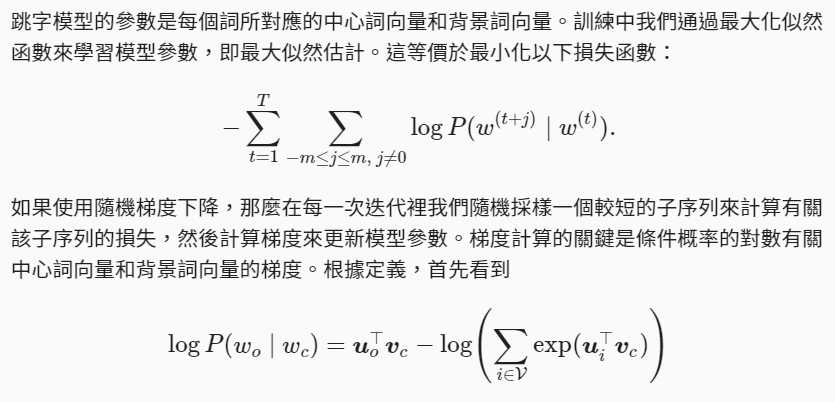 跳字模型的參數是每個詞所對應的中心詞向量和背景詞向量。訓練中我們通過最大化似然
函數來學習模型參數，即最大似然估計。這等價於最小化以下損失函數：
$$-\sum_{t=1}^{T} \sum_{-m \leq j \leq m,\ j \neq 0} \log P(w^{(t+j)} \mid w^{(t)}).$$
如果使用隨機梯度下降，那麼在每一次迭代裡我們隨機採樣一個較短的子序列來計算有關
該子序列的損失，然後計算梯度來更新模型參數。梯度計算的關鍵是條件概率的對數有關
中心詞向量和背景詞向量的梯度。根據定義，首先看到
$$\log P(w_o \mid w_c) = \boldsymbol{u}_o^\top \boldsymbol{v}_c - \log\left(\sum_{i \in \mathcal{V}} \exp(\boldsymbol{u}_i^\top \boldsymbol{v}_c)\right)$$